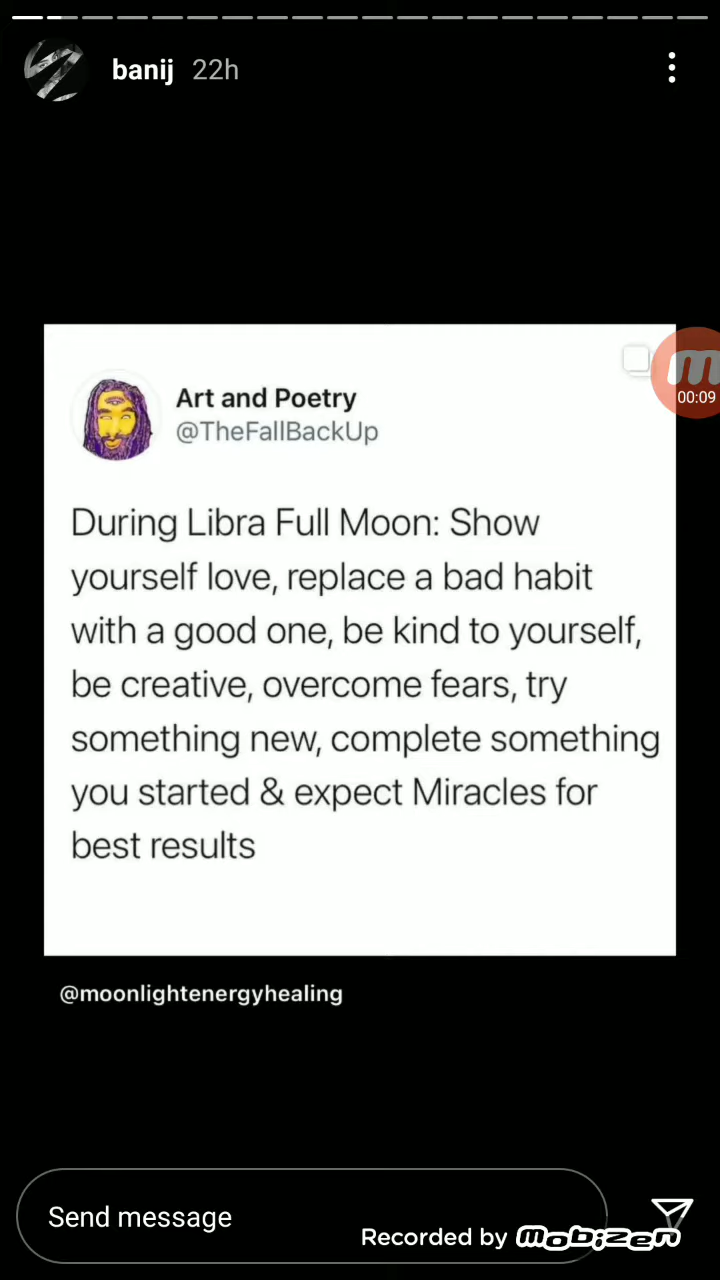 banij 22h
Art and Poetry
@TheFallBackUp
00:09
During Libra Full Moon: Show
yourself love, replace a bad habit
with a good one, be kind to yourself,
be creative, overcome fears, try
something new, complete something
you started & expect Miracles for
best results
@moonlightenergyhealing
Send message
Recorded by Mobizen